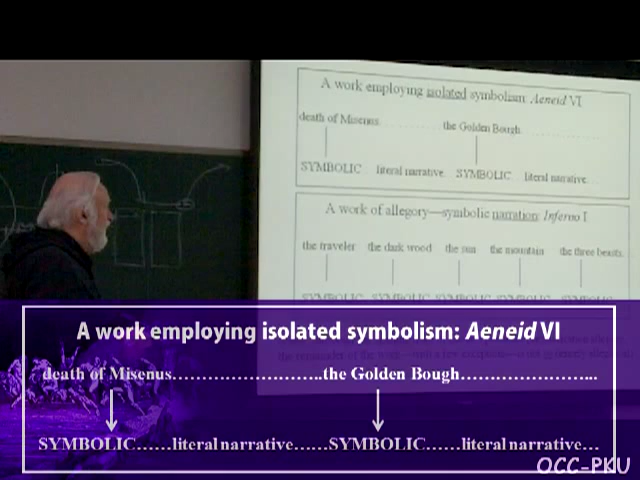 A work employing isolated symbolism: Aeneid VI
death of Misenus. . . . . . . . . . . . . . . the Golden Bough. . . . . . . . . . . . .
SYMBOLIC . . . literal narrative. . SYMBOLIC . . . literal narrative. . .
A work of allegory—symbolic narration: Inferno I
the traveler the dark wood the sun the mountain the three beasts
A work employing isolated symbolism: Aeneid VI
death of Misenus............................the Golden Bough.........................
SYMBOLIC......literal narrative......SYMBOLIC......literal narrative...
OCC-PKU